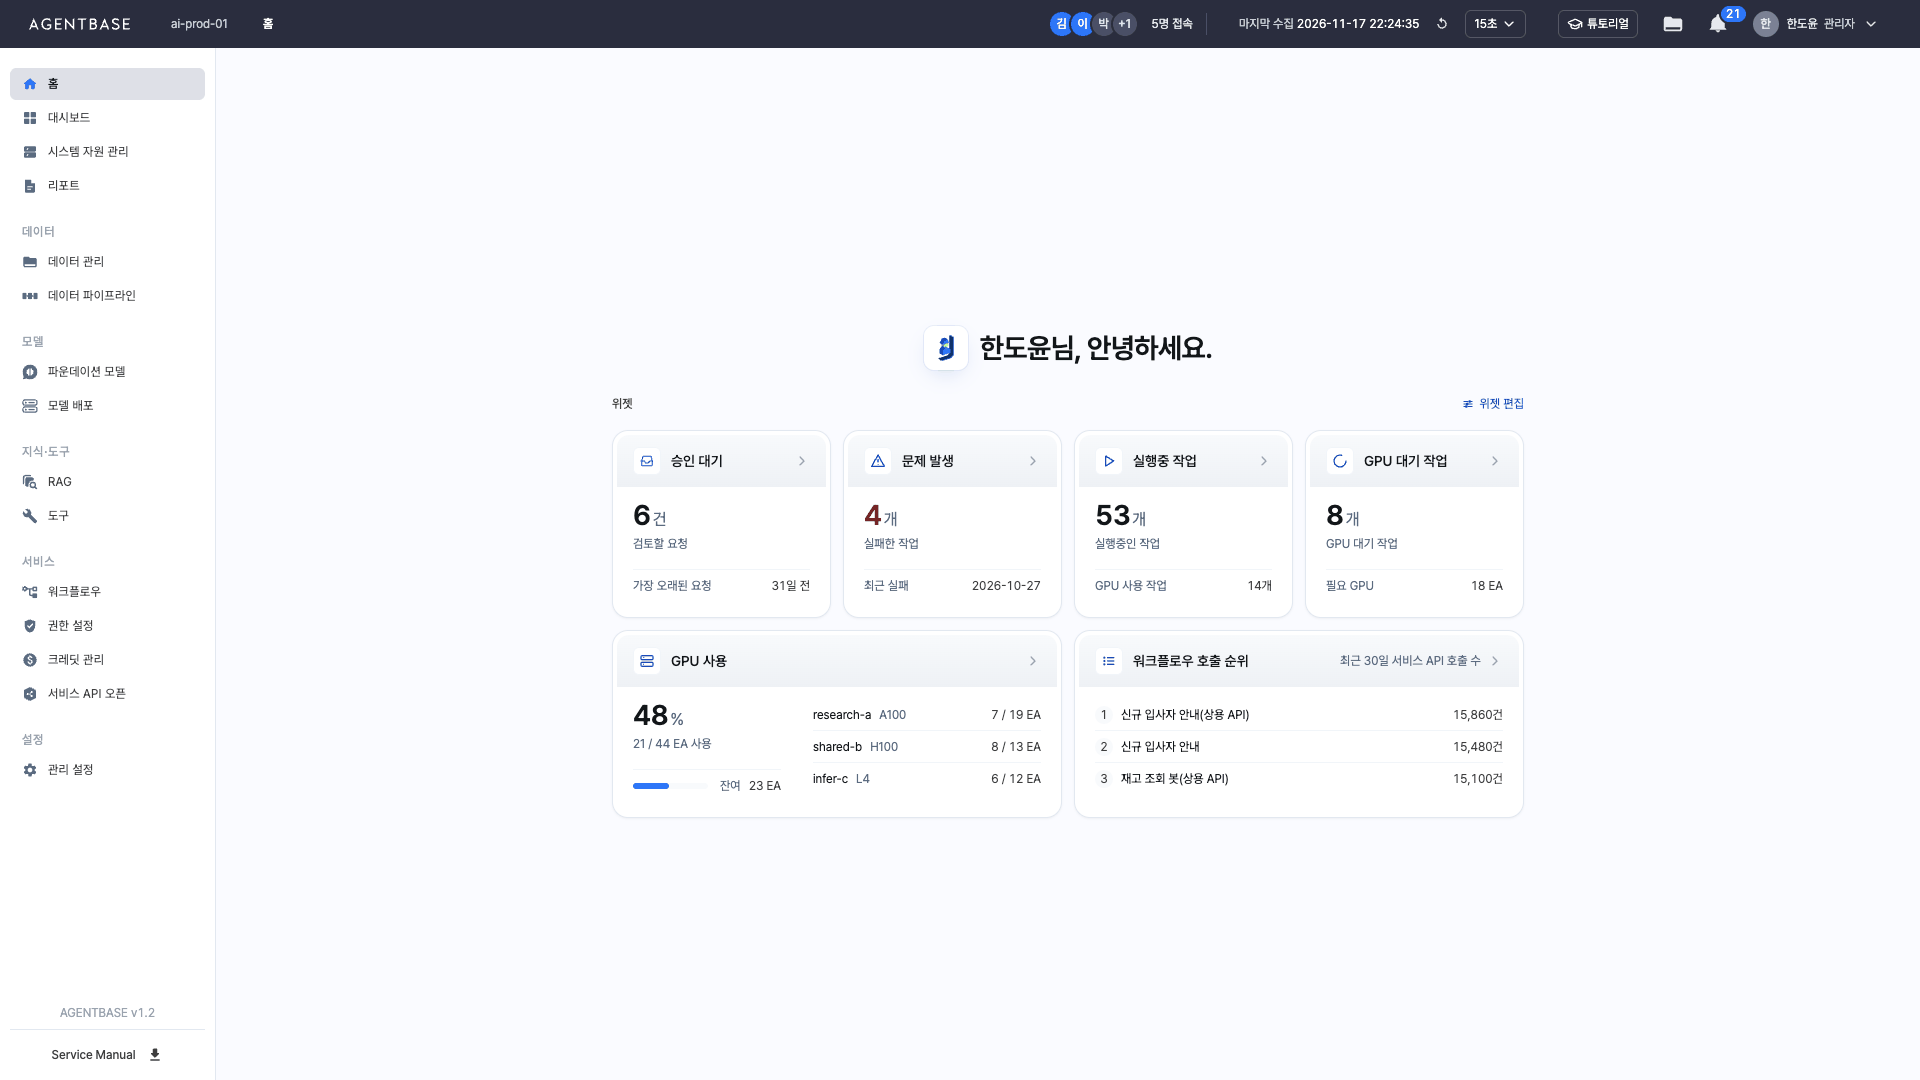 AGENTBASE ai-prod-01 홈 김 이 박 +1 5명 접속 마지막 수집 2026-11-17 22:24:35 15초 튜토리얼 21 한 한도윤 관리자
홈
대시보드
시스템 자원 관리
리포트
데이터
데이터 관리
데이터 파이프라인
모델
파운데이션 모델
모델 배포
지식·도구
RAG
도구
서비스
워크플로우
권한 설정
크레딧 관리
서비스 API 오픈
설정
관리 설정
AGENTBASE v1.2
Service Manual
한도윤님, 안녕하세요.
위젯 위젯 편집
승인 대기
6건
검토할 요청
가장 오래된 요청 31일 전
문제 발생
4개
실패한 작업
최근 실패 2026-10-27
실행중 작업
53개
실행중인 작업
GPU 사용 작업 14개
GPU 대기 작업
8개
GPU 대기 작업
필요 GPU 18 EA
GPU 사용
48%
21 / 44 EA 사용
잔여 23 EA
research-a A100 7 / 19 EA
shared-b H100 8 / 13 EA
infer-c L4 6 / 12 EA
워크플로우 호출 순위 최근 30일 서비스 API 호출 수
1 신규 입사자 안내(상용 API) 15,860건
2 신규 입사자 안내 15,480건
3 재고 조회 봇(상용 API) 15,100건